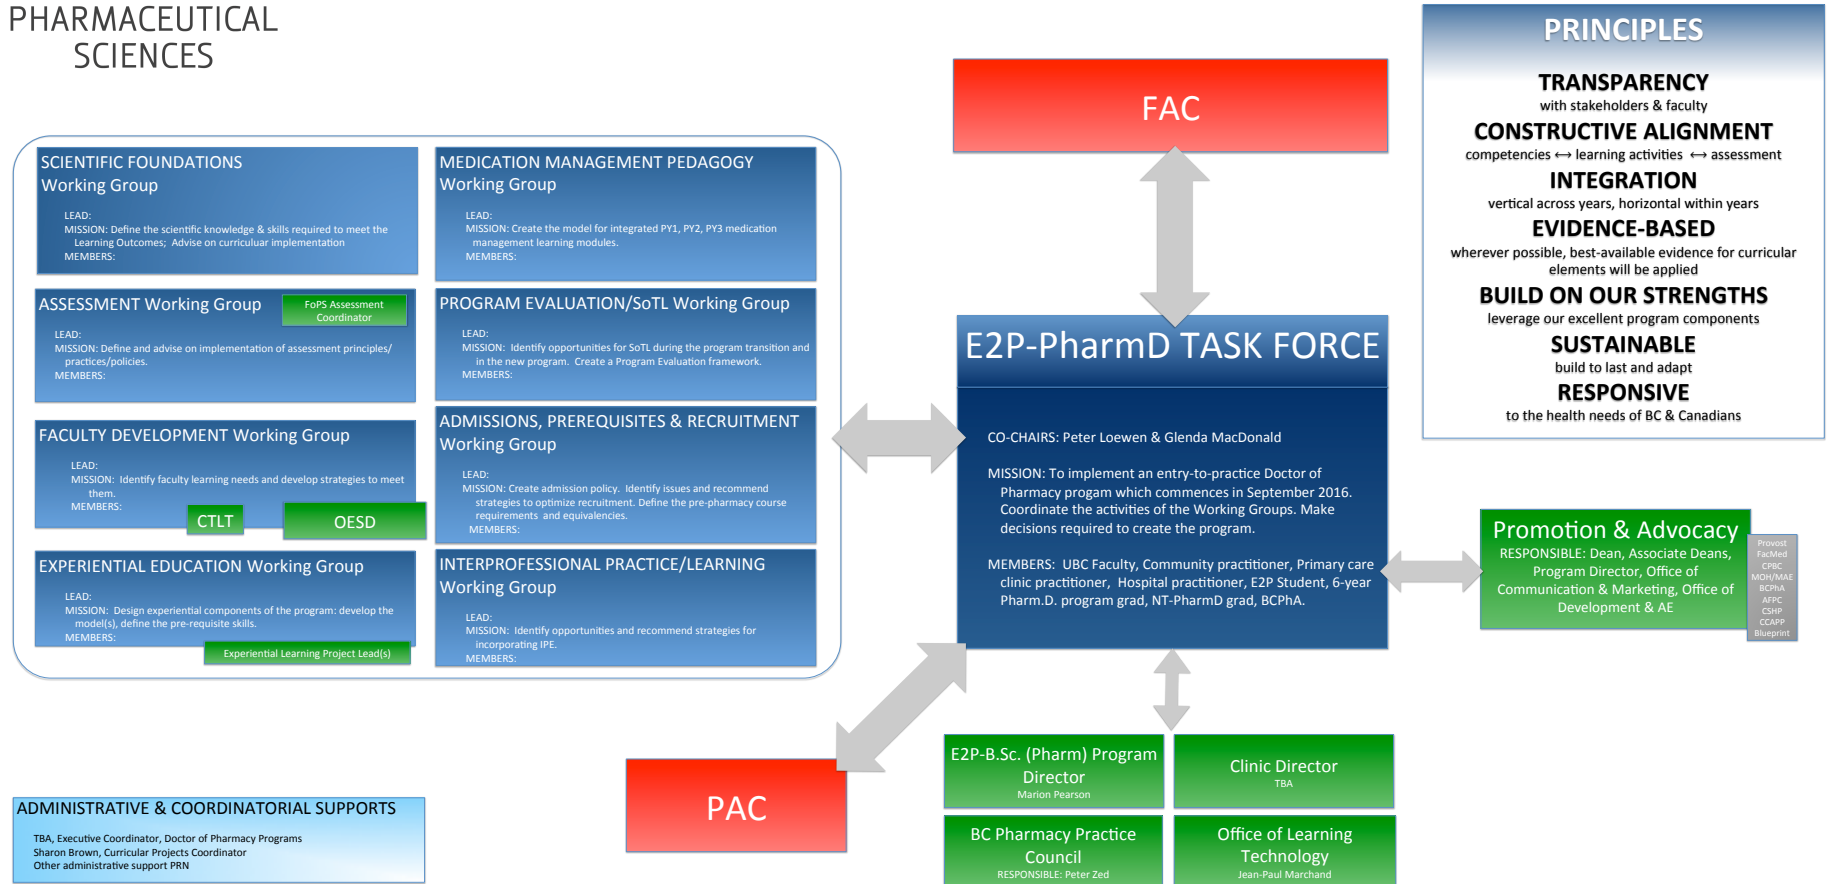 PHARMACEUTICAL
SCIENCES
SCIENTIFIC FOUNDATIONS
Working Group
LEAD:
MISSION: Define the scientific knowledge & skills required to meet the
Learning Outcomes;  Advise on curriculuar implementation
MEMBERS:
MEDICATION MANAGEMENT PEDAGOGY
Working Group
LEAD:
MISSION: Create the model for integrated PY1, PY2, PY3 medication
management learning modules.
MEMBERS:
ASSESSMENT Working Group
FoPS Assessment
Coordinator
LEAD:
MISSION: Define and advise on implementation of assessment principles/
practices/policies.
MEMBERS:
PROGRAM EVALUATION/SoTL Working Group
LEAD:
MISSION:  Identify opportunities for SoTL during the program transition and
in the new program.  Create a Program Evaluation framework.
MEMBERS:
FACULTY DEVELOPMENT Working Group
LEAD:
MISSION:  Identify faculty learning needs and develop strategies to meet
them.
MEMBERS:
CTLT
OESD
ADMISSIONS, PREREQUISITES & RECRUITMENT
Working Group
LEAD:
MISSION: Create admission policy.  Identify issues and recommend
strategies to optimize recruitment. Define the pre-pharmacy course
requirements  and equivalencies.
MEMBERS:
EXPERIENTIAL EDUCATION Working Group
LEAD:
MISSION:  Design experiential components of the program: develop the
model(s), define the pre-requisite skills.
MEMBERS:
Experiential Learning Project Lead(s)
INTERPROFESSIONAL PRACTICE/LEARNING
Working Group
LEAD:
MISSION:  Identify opportunities and recommend strategies for
incorporating IPE.
MEMBERS:
FAC
E2P-PharmD TASK FORCE
CO-CHAIRS: Peter Loewen & Glenda MacDonald
MISSION: To implement an entry-to-practice Doctor of
Pharmacy progam which commences in September 2016.
Coordinate the activities of the Working Groups. Make
decisions required to create the program.
MEMBERS:  UBC Faculty, Community practitioner, Primary care
clinic practitioner,  Hospital practitioner, E2P Student, 6-year
Pharm.D. program grad, NT-PharmD grad, BCPhA.
PRINCIPLES
TRANSPARENCY
with stakeholders & faculty
CONSTRUCTIVE ALIGNMENT
competencies ↔ learning activities ↔ assessment
INTEGRATION
vertical across years, horizontal within years
EVIDENCE-BASED
wherever possible, best-available evidence for curricular
elements will be applied
BUILD ON OUR STRENGTHS
leverage our excellent program components
SUSTAINABLE
build to last and adapt
RESPONSIVE
to the health needs of BC & Canadians
Promotion & Advocacy
RESPONSIBLE: Dean, Associate Deans,
Program Director, Office of
Communication & Marketing, Office of
Development & AE
Provost
FacMed
CPBC
MOH/MAE
BCPhA
AFPC
CSHP
CCAPP
Blueprint
PAC
E2P-B.Sc. (Pharm) Program
Director
Marion Pearson
Clinic Director
TBA
BC Pharmacy Practice
Council
RESPONSIBLE: Peter Zed
Office of Learning
Technology
Jean-Paul Marchand
ADMINISTRATIVE & COORDINATORIAL SUPPORTS
TBA, Executive Coordinator, Doctor of Pharmacy Programs
Sharon Brown, Curricular Projects Coordinator
Other administrative support PRN